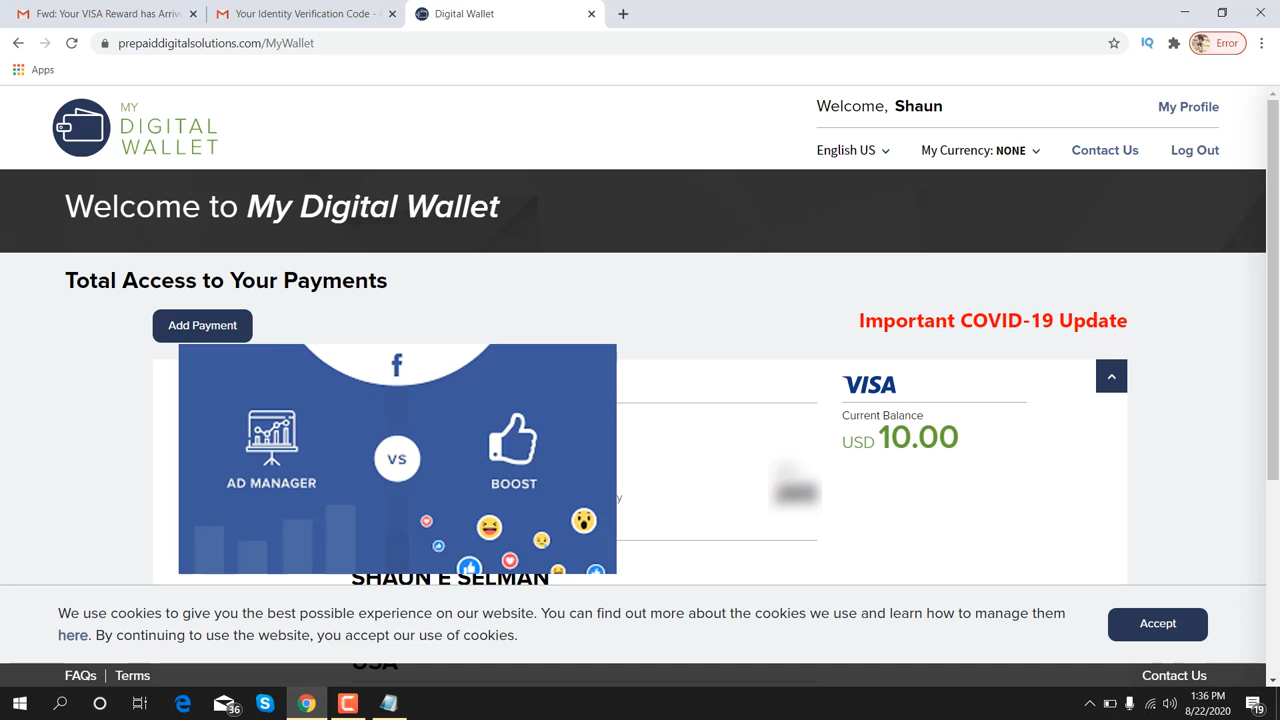 Fwd: Your VISA Reward has Arrive
Your Identity Verification Code -
Digital Wallet
prepaiddigitalsolutions.com/MyWallet
IQ
Error
Apps
MY
DIGITAL
WALLET
Welcome, Shaun
My Profile
English US
My Currency: NONE
Contact Us
Log Out
Welcome to My Digital Wallet
Total Access to Your Payments
Add Payment
Important COVID-19 Update
f
AD MANAGER
VS
BOOST
VISA
Current Balance
USD 10.00
y
SHAUN E SELMAN
We use cookies to give you the best possible experience on our website. You can find out more about the cookies we use and learn how to manage them
here. By continuing to use the website, you accept our use of cookies.
Accept
USA
FAQs
Terms
Contact Us
36
1:36 PM
8/22/2020
19